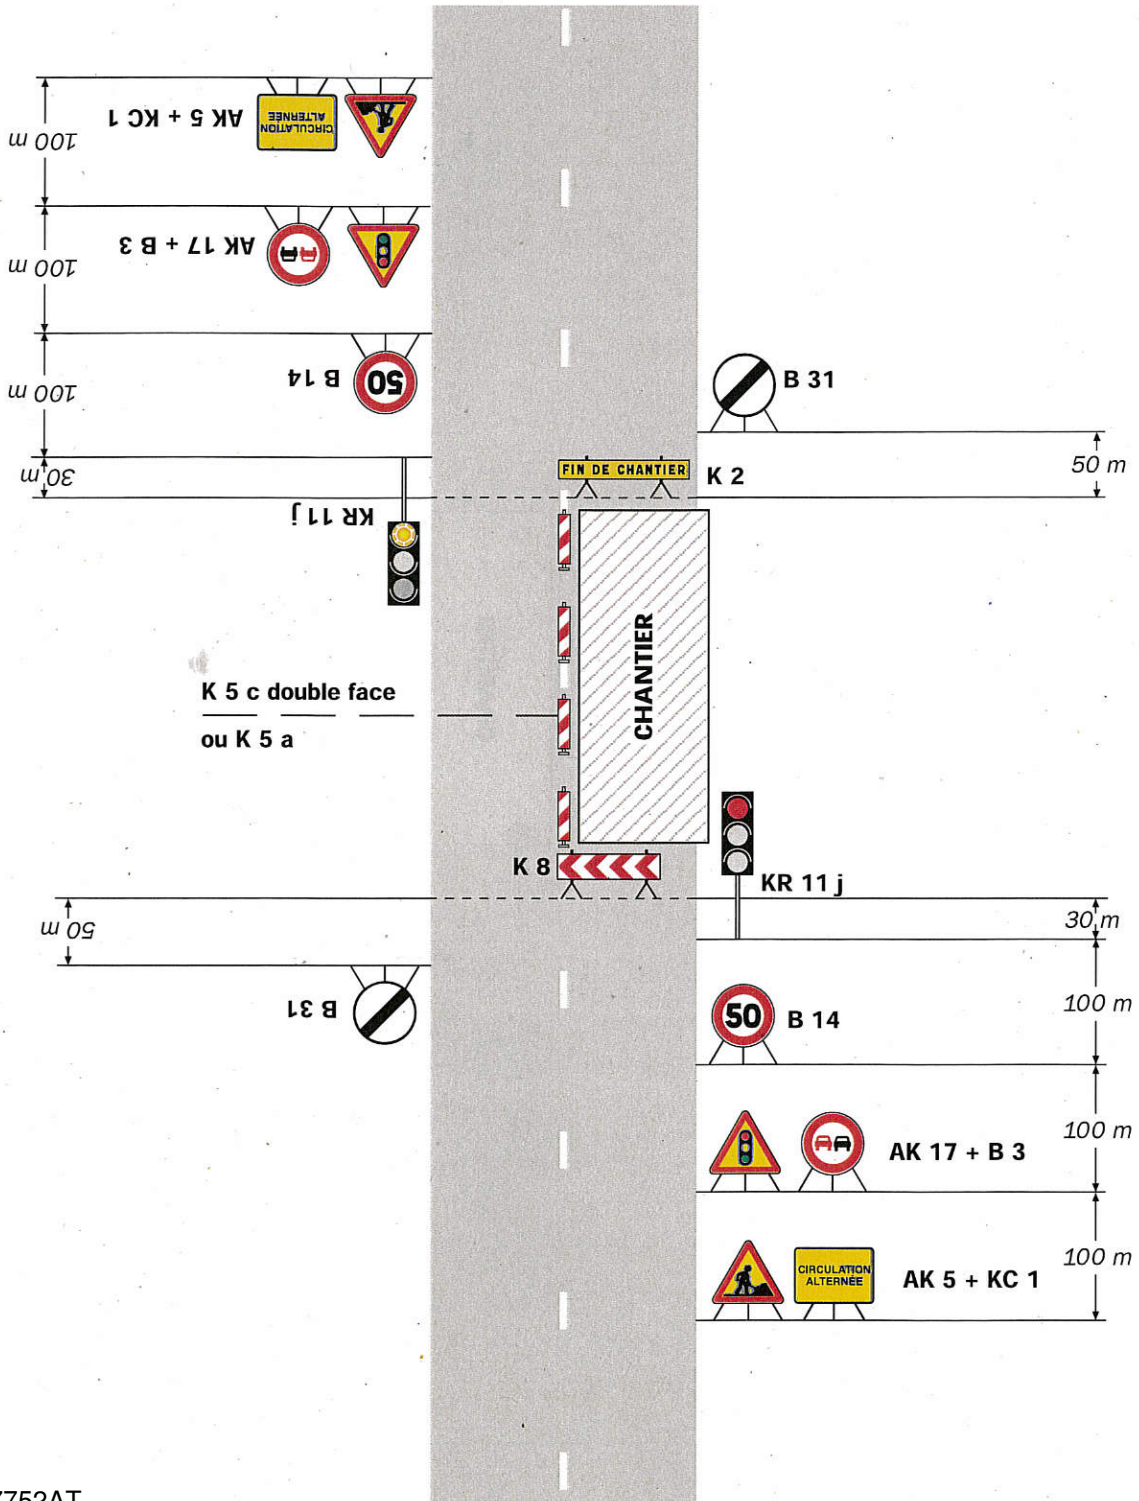 100 m
AK 5 + KC 1
CIRCULATION
ALTERNÉE
100 m
AK 17 + B 3
100 m
B 14
50
B 31
30 m
FIN DE CHANTIER
K 2
50 m
KR 11 j
CHANTIER
K 5 c double face
ou K 5 a
K 8
KR 11 j
50 m
30 m
B 31
50
B 14
100 m
AK 17 + B 3
100 m
CIRCULATION
ALTERNÉE
AK 5 + KC 1
100 m
7752AT